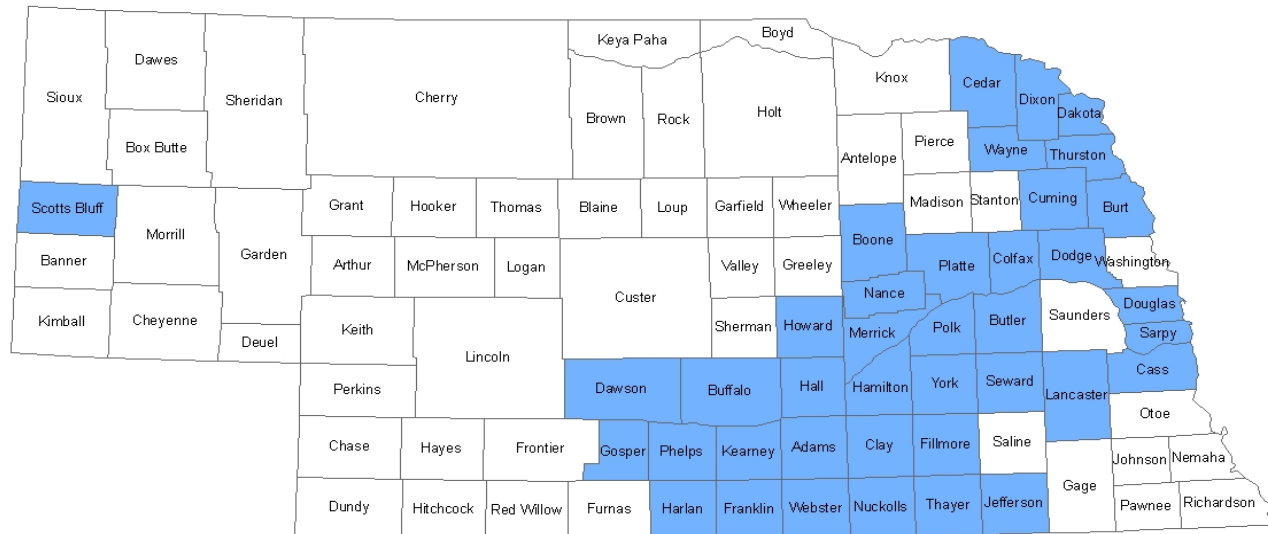 Boyd
Keya Paha
Dawes
Sioux
Sheridan
Cherry
Knox
Cedar
Dixon
Dakota
Brown
Rock
Holt
Box Butte
Antelope
Pierce
Wayne
Thurston
Scotts Bluff
Grant
Hooker
Thomas
Blaine
Loup
Garfield
Wheeler
Madison
Stanton
Cuming
Burt
Morrill
Garden
Boone
Banner
Arthur
McPherson
Logan
Valley
Greeley
Platte
Colfax
Dodge
Washington
Custer
Nance
Kimball
Cheyenne
Keith
Sherman
Howard
Merrick
Polk
Butler
Saunders
Douglas
Sarpy
Deuel
Lincoln
Perkins
Dawson
Buffalo
Hall
Hamilton
York
Seward
Lancaster
Cass
Otoe
Chase
Hayes
Frontier
Gosper
Phelps
Kearney
Adams
Clay
Fillmore
Saline
Johnson
Nemaha
Gage
Dundy
Hitchcock
Red Willow
Furnas
Harlan
Franklin
Webster
Nuckolls
Thayer
Jefferson
Pawnee
Richardson